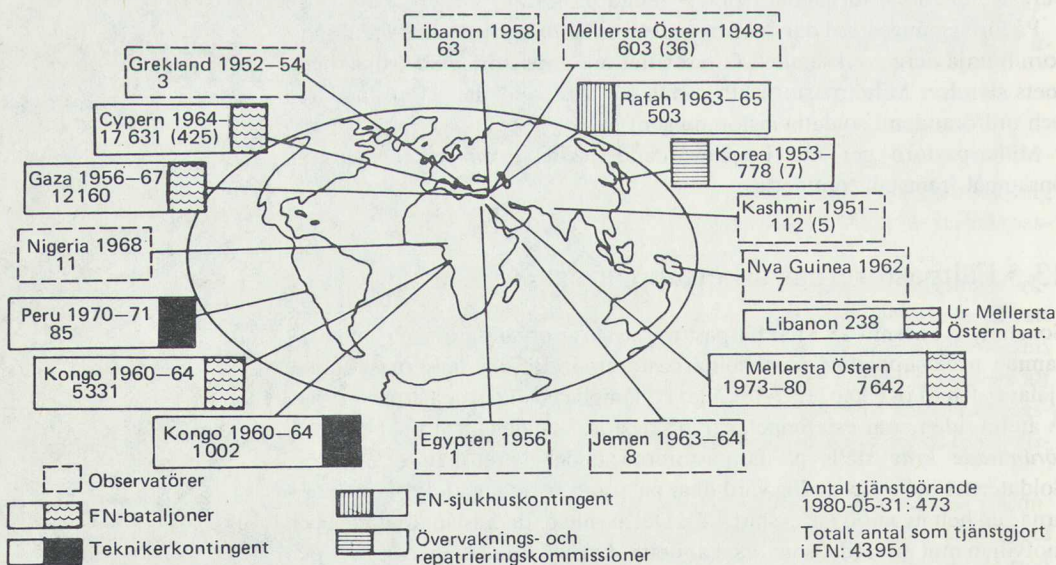 Libanon 1958
63
Mellersta Östern 1948–
603 (36)
Grekland 1952–54
3
Rafah 1963–65
503
Cypern 1964–
17 631 (425)
Korea 1953–
778 (7)
Gaza 1956–67
12 160
Kashmir 1951–
112 (5)
Nigeria 1968
11
Nya Guinea 1962
7
Peru 1970–71
85
Libanon 238
Ur Mellersta
Östern bat.
Kongo 1960–64
5331
Mellersta Östern
1973–80 7642
Kongo 1960–64
1002
Egypten 1956
1
Jemen 1963–64
8
Observatörer
FN-bataljoner
Teknikerkontingent
FN-sjukhuskontingent
Övervaknings- och
repatrieringskommissioner
Antal tjänstgörande
1980-05-31: 473
Totalt antal som tjänstgjort
i FN: 43951